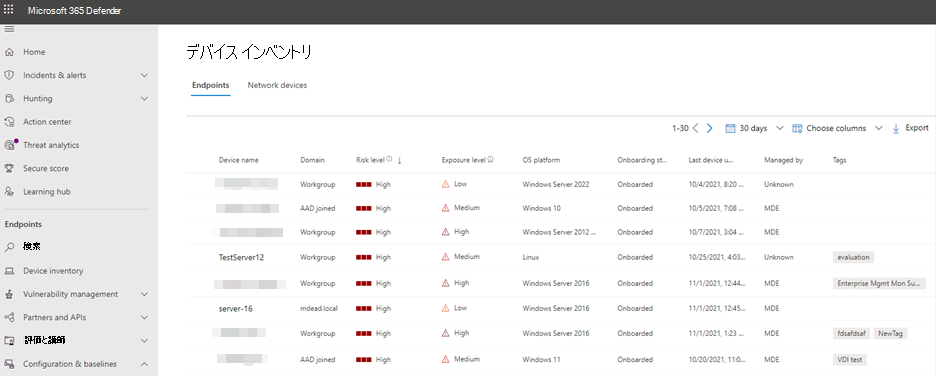 Microsoft 365 Defender
Home
Incidents & alerts
Hunting
Action center
Threat analytics
Secure score
Learning hub
Endpoints
検索
Device inventory
Vulnerability management
Partners and APIs
評価と講師
Configuration & baselines
デバイス インベントリ
Endpoints Network devices
1-30 30 days Choose columns Export
Device name Domain Risk level Exposure level OS platform Onboarding st... Last device u... Managed by Tags
Workgroup High Low Windows Server 2022 Onboarded 10/4/2021, 8:20 ... Unknown
AAD joined High Medium Windows 10 Onboarded 10/5/2021, 7:08 ... MDE
Workgroup High High Windows Server 2012 ... Onboarded 10/7/2021, 3:04 ... MDE
TestServer12 Workgroup High Medium Linux Onboarded 10/25/2021, 4:03... Unknown evaluation
Workgroup High High Windows Server 2016 Onboarded 11/1/2021, 12:44... MDE Enterprise Mgmt Mon Su...
server-16 mdead.local High Low Windows Server 2016 Onboarded 11/1/2021, 12:42... MDE
Workgroup High High Windows Server 2016 Onboarded 11/1/2021, 1:23 ... MDE fdsafdsaf NewTag
AAD joined High Medium Windows 11 Onboarded 10/20/2021, 11:0... MDE VDI test